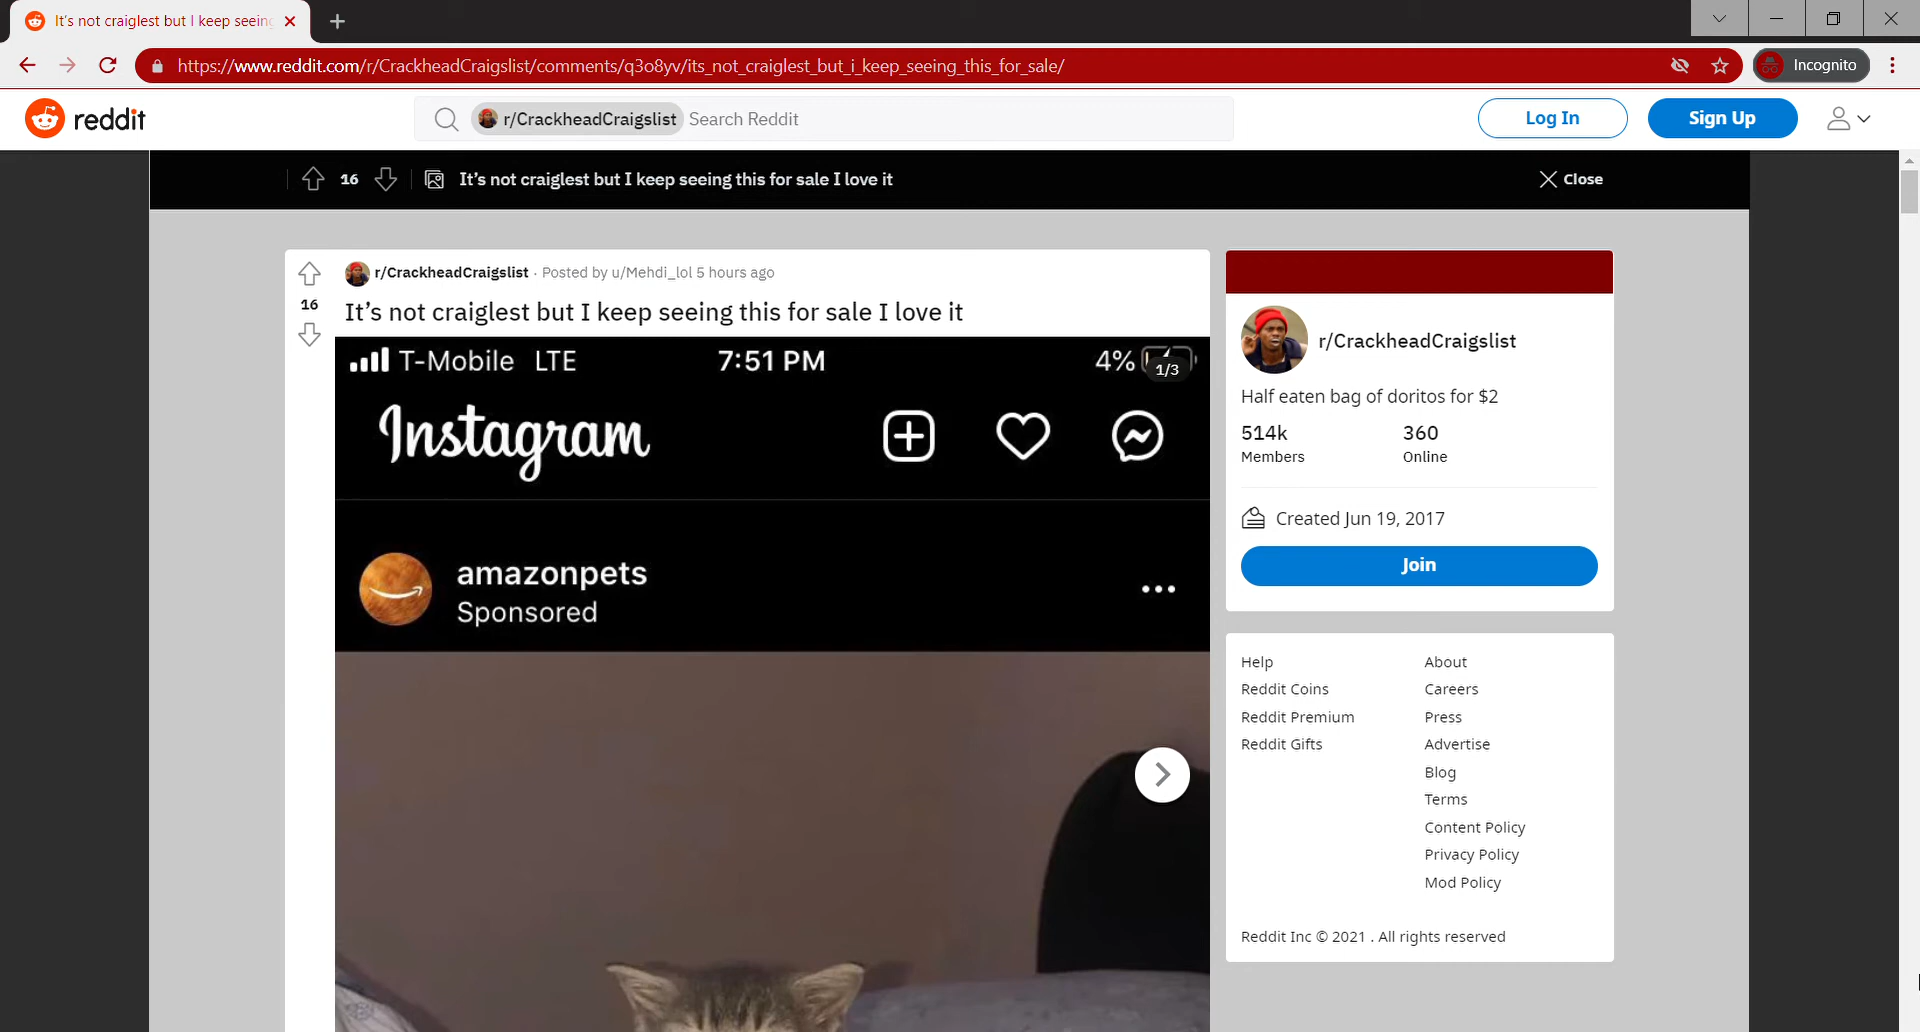 It's not craiglest but I keep seeing
https://www.reddit.com/r/CrackheadCraigslist/comments/q3o8yv/its_not_craiglest_but_i_keep_seeing_this_for_sale/
Incognito
reddit
r/CrackheadCraigslist Search Reddit
Log In
Sign Up
16
It's not craiglest but I keep seeing this for sale I love it
Close
r/CrackheadCraigslist · Posted by u/Mehdi_lol 5 hours ago
16
It's not craiglest but I keep seeing this for sale I love it
T-Mobile LTE 7:51 PM 4%
1/3
Instagram
amazonpets
Sponsored
r/CrackheadCraigslist
Half eaten bag of doritos for $2
514k 360
Members Online
Created Jun 19, 2017
Join
Help
Reddit Coins
Reddit Premium
Reddit Gifts
About
Careers
Press
Advertise
Blog
Terms
Content Policy
Privacy Policy
Mod Policy
Reddit Inc © 2021 . All rights reserved